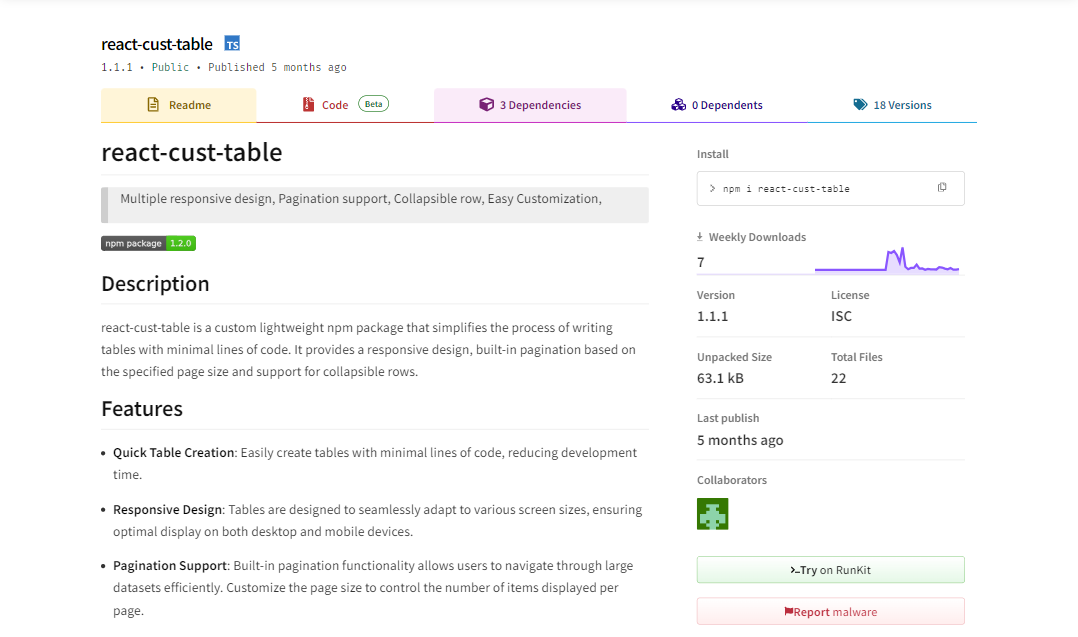 react-cust-table TS
1.1.1 • Public • Published 5 months ago
Readme
Code Beta
3 Dependencies
0 Dependents
18 Versions
react-cust-table
Multiple responsive design, Pagination support, Collapsible row, Easy Customization,
npm package 1.2.0
Description
react-cust-table is a custom lightweight npm package that simplifies the process of writing
tables with minimal lines of code. It provides a responsive design, built-in pagination based on
the specified page size and support for collapsible rows.
Features
• Quick Table Creation: Easily create tables with minimal lines of code, reducing development
time.
• Responsive Design: Tables are designed to seamlessly adapt to various screen sizes, ensuring
optimal display on both desktop and mobile devices.
• Pagination Support: Built-in pagination functionality allows users to navigate through large
datasets efficiently. Customize the page size to control the number of items displayed per
page.
Install
> npm i react-cust-table
Weekly Downloads
7
Version
1.1.1
License
ISC
Unpacked Size
63.1 kB
Total Files
22
Last publish
5 months ago
Collaborators
>_Try on RunKit
Report malware